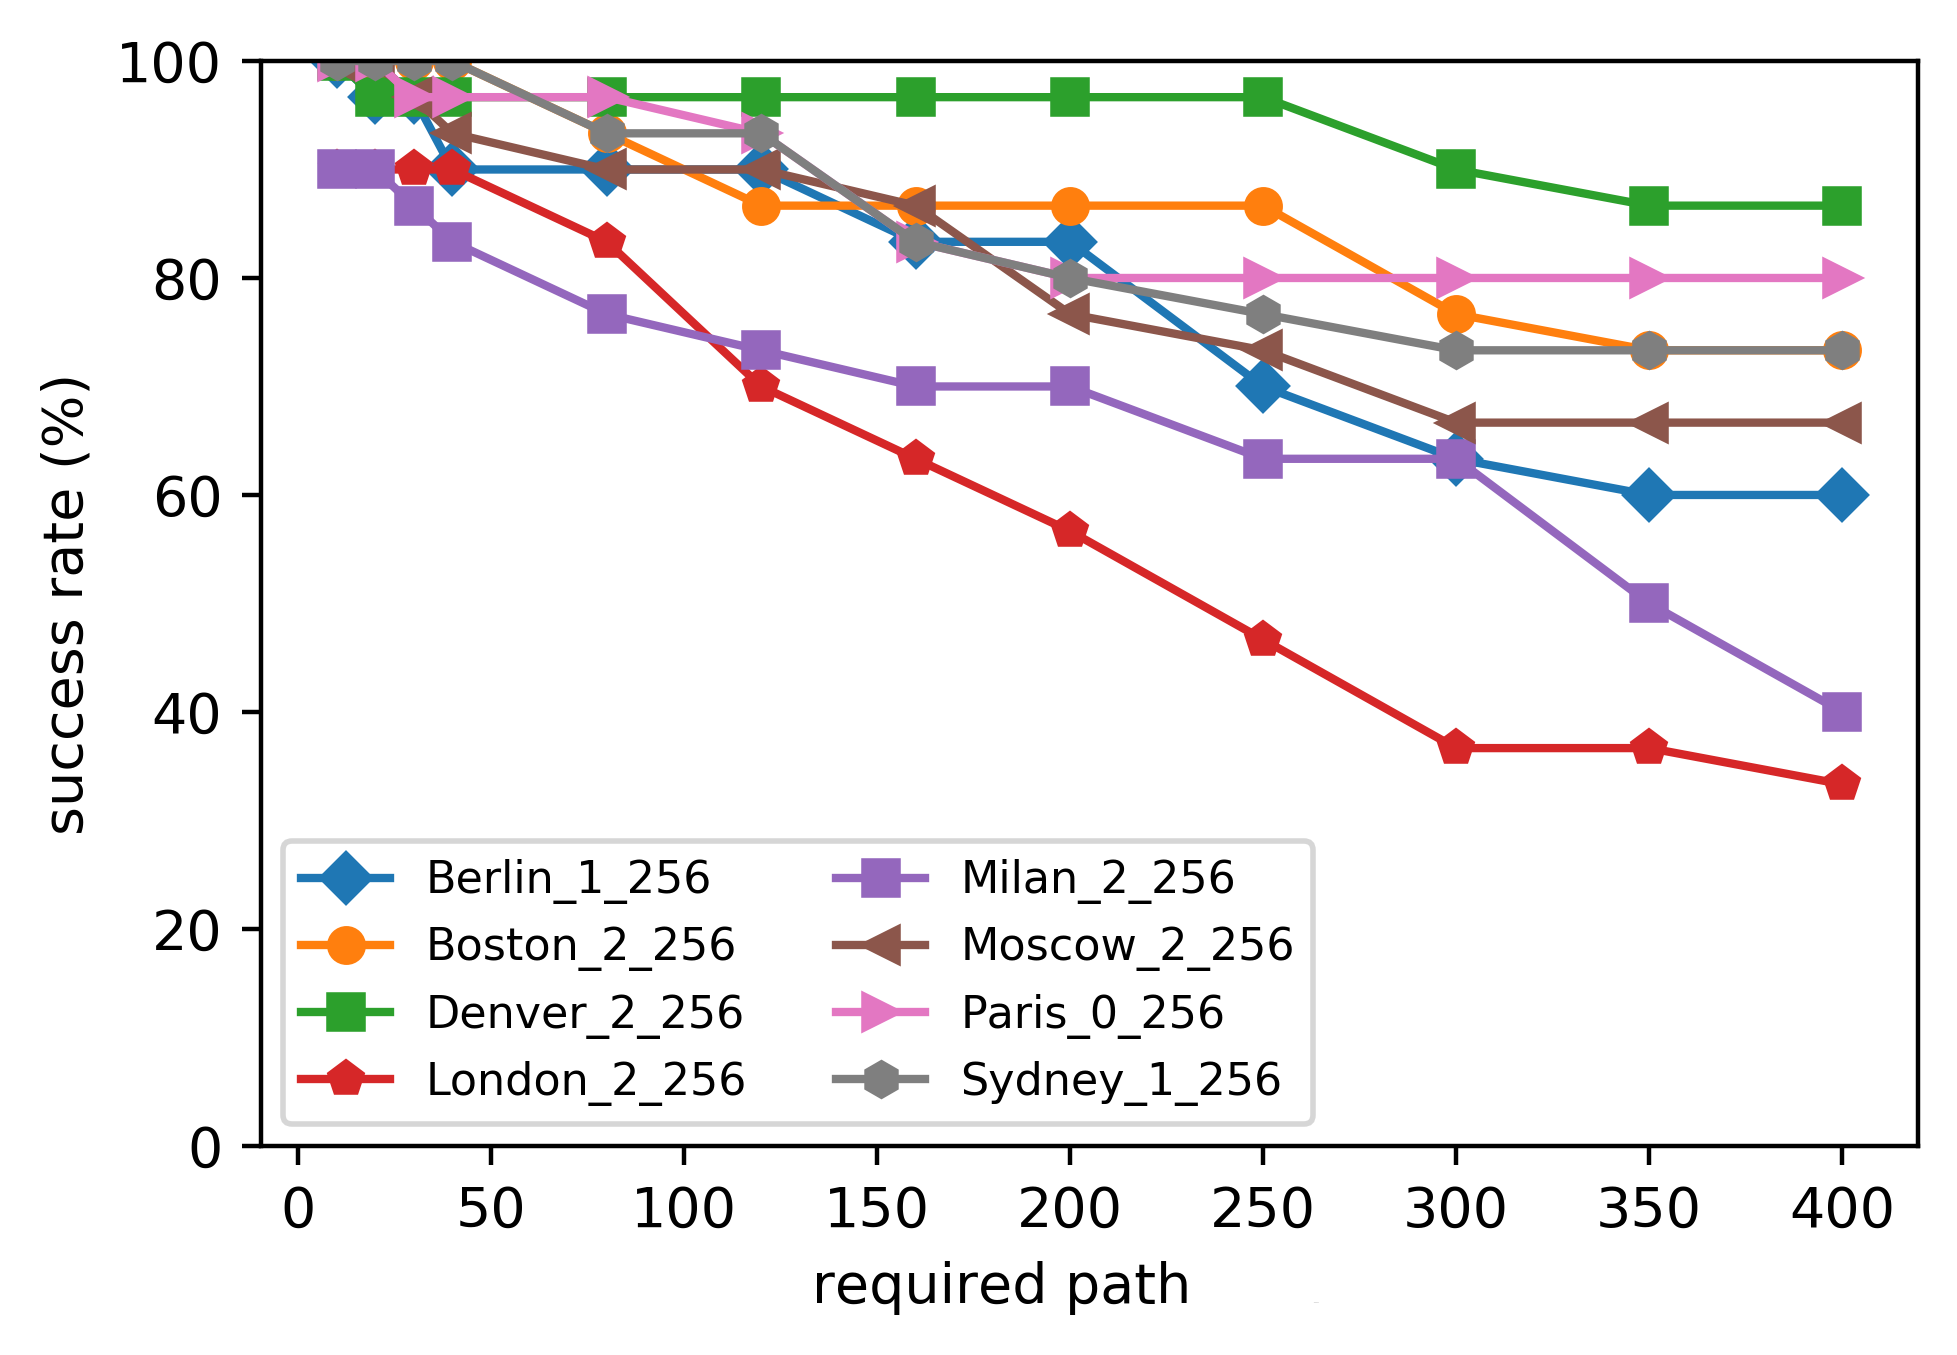 100
80
60
40
20
0
success rate (%)
Berlin_1_256
Boston_2_256
Denver_2_256
London_2_256
Milan_2_256
Moscow_2_256
Paris_0_256
Sydney_1_256
0 50 100 150 200 250 300 350 400
required path